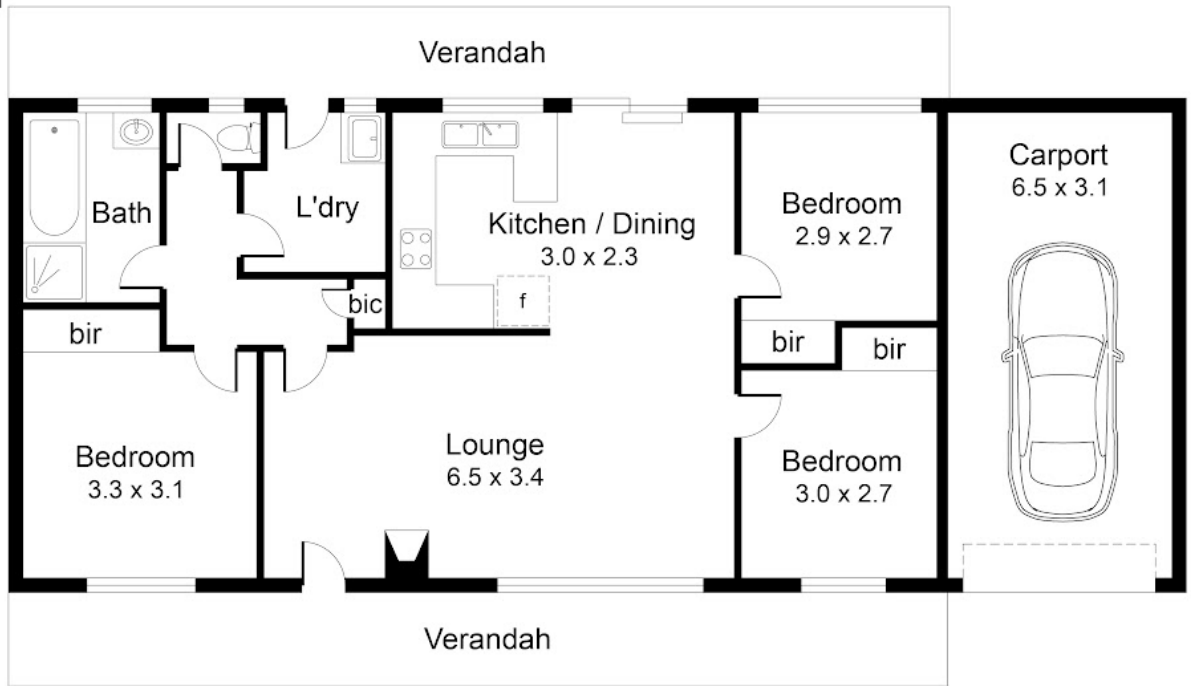 Verandah
Carport
6.5 x 3.1
Bath
L'dry
Kitchen / Dining
3.0 x 2.3
Bedroom
2.9 x 2.7
f
bic
bir
bir
bir
Bedroom
3.3 x 3.1
Lounge
6.5 x 3.4
Bedroom
3.0 x 2.7
Verandah